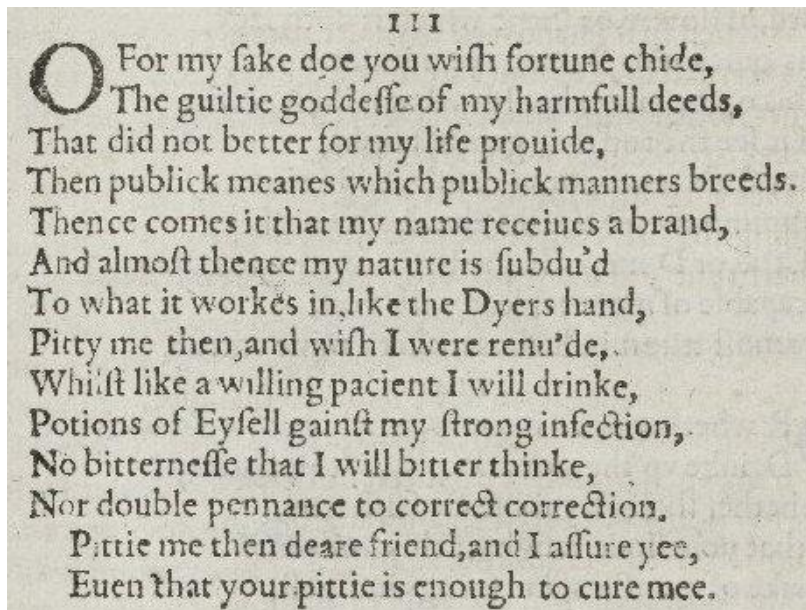 111
O For my ſake doe you wiſh fortune chide,
The guiltie goddeſſe of my harmfull deeds,
That did not better for my life prouide,
Then publick meanes which publick manners breeds.
Thence comes it that my name receiues a brand,
And almoſt thence my nature is ſubdu'd
To what it workes in,like the Dyers hand,
Pitty me then,and wiſh I were renu'de,
Whilſt like a willing pacient I will drinke,
Potions of Eyſell gainſt my ſtrong infection,
No bitterneſſe that I will bitter thinke,
Nor double pennance to correct correction.
Pittie me then deare friend,and I aſſure yee,
Euen that your pittie is enough to cure mee.